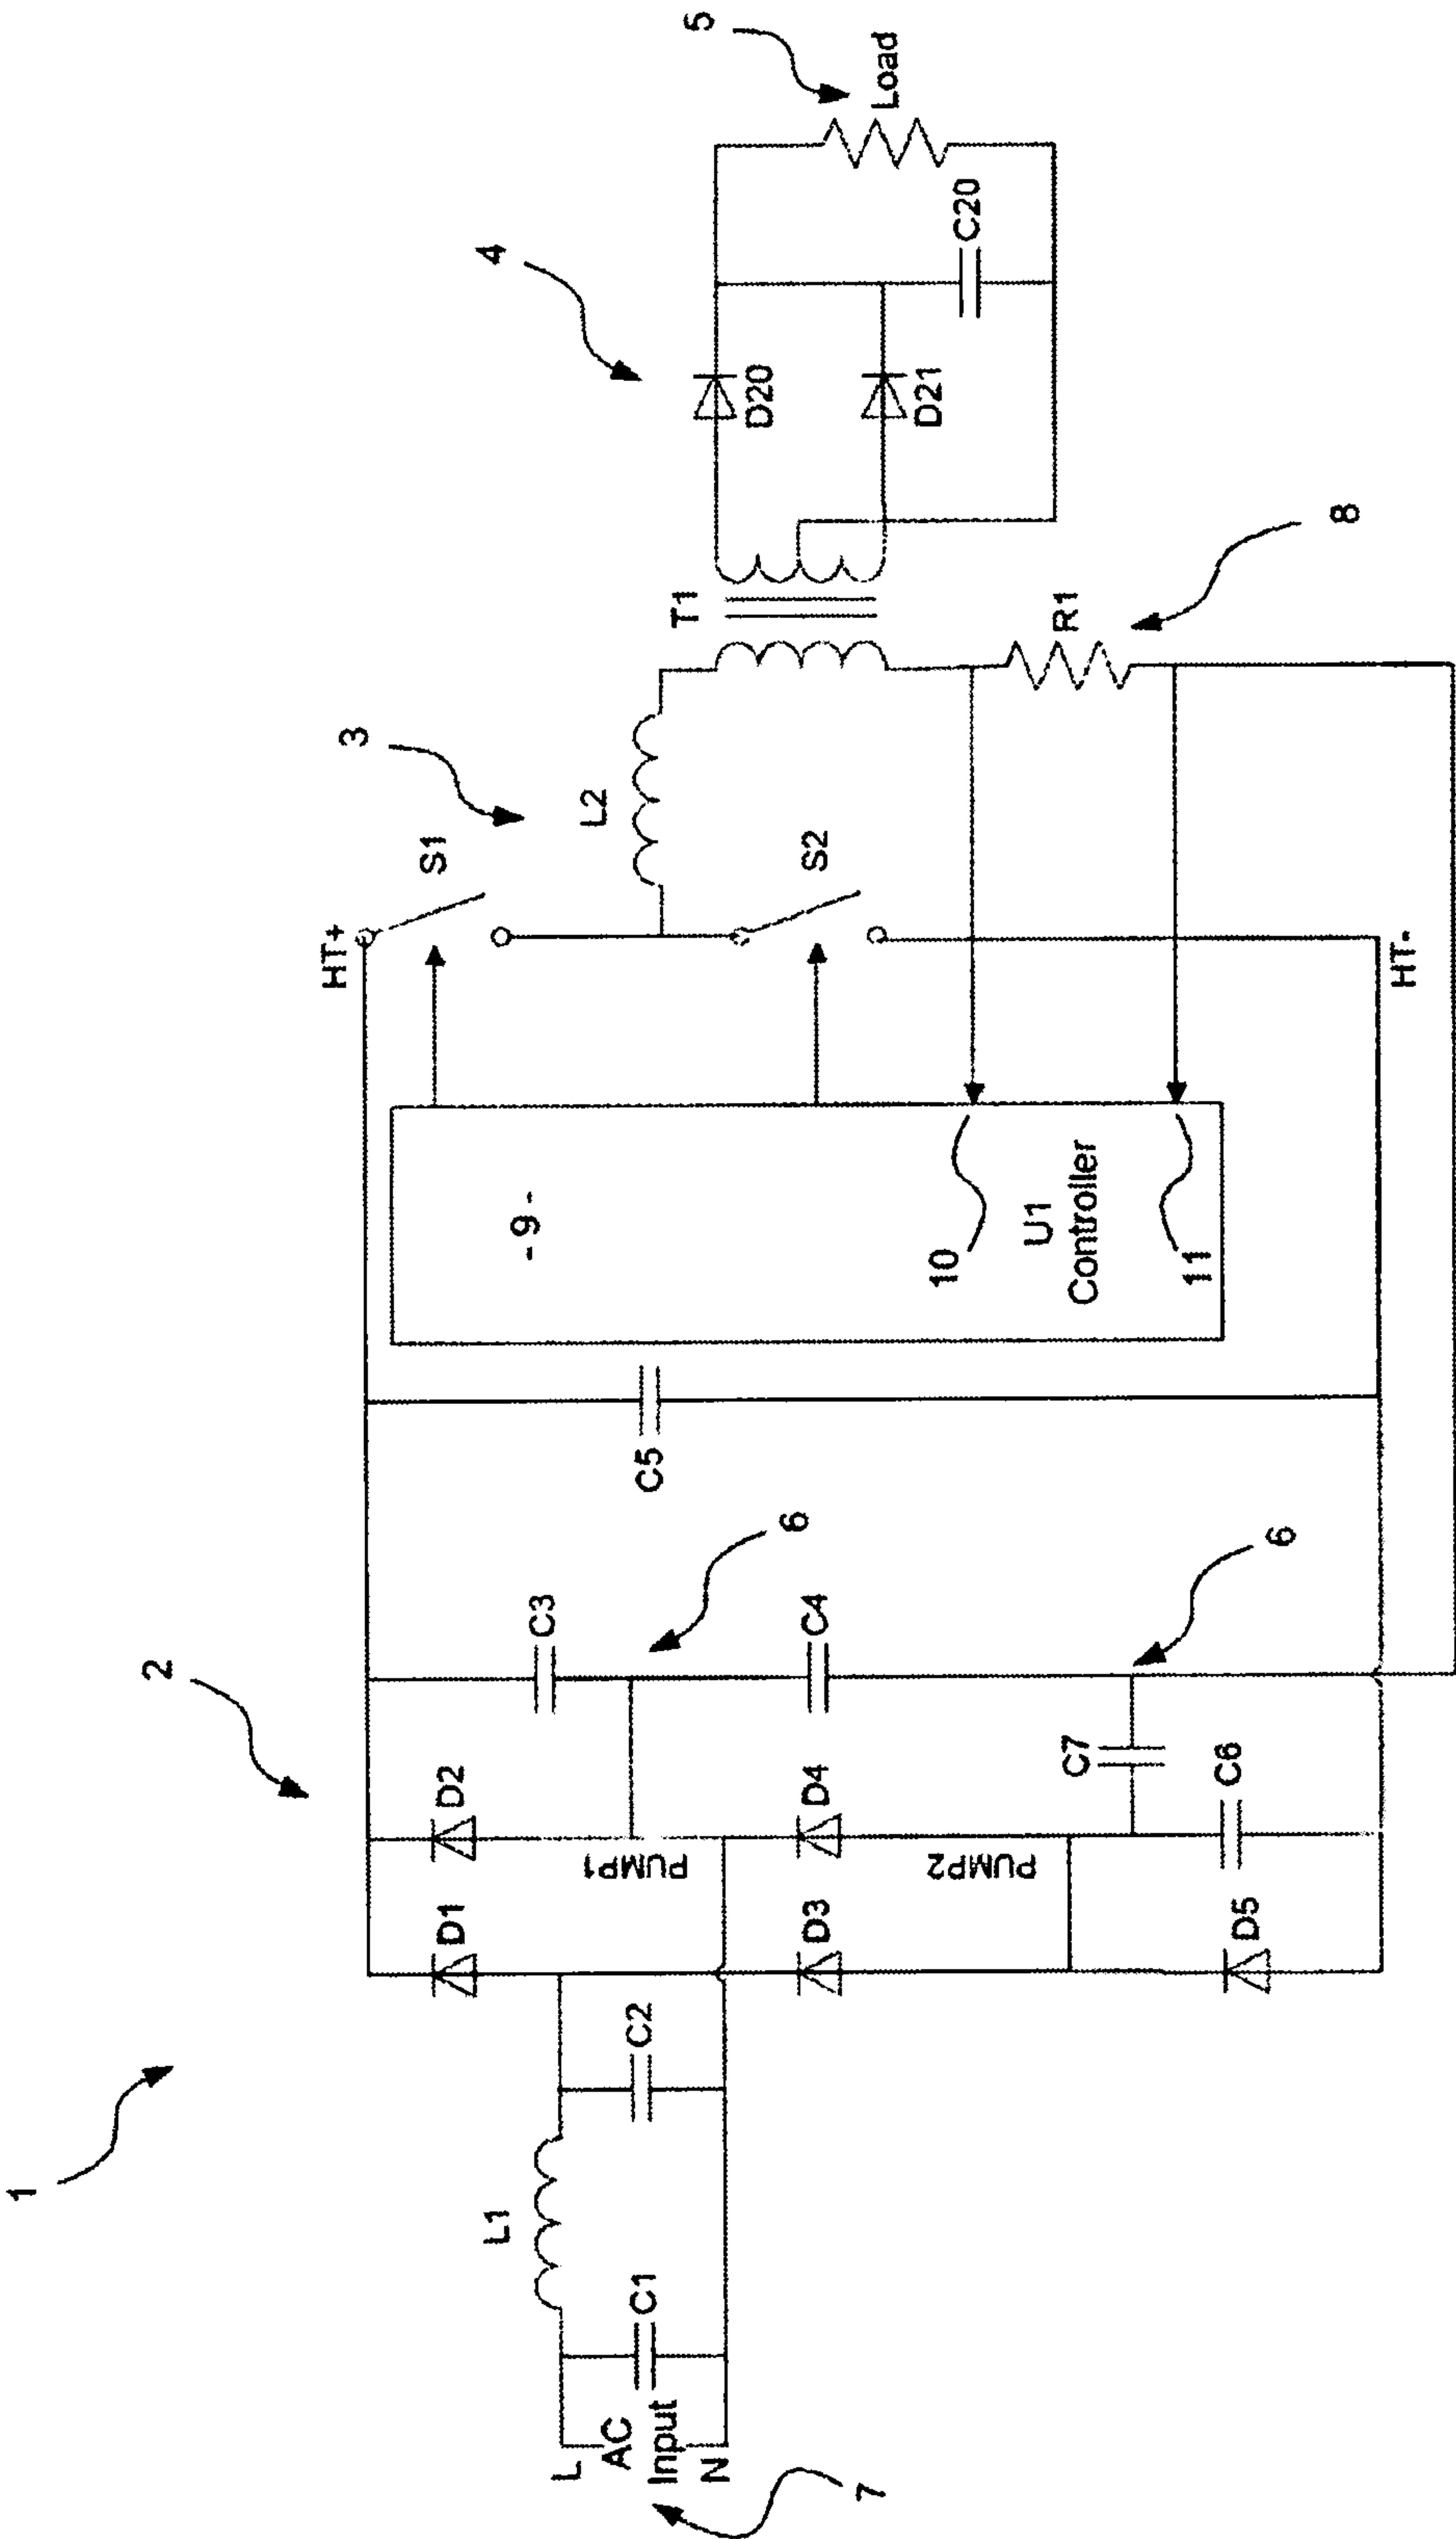 1
2
3
4
5
L
AC
Input
N
7
C1
L1
C2
D1
D2
PUMP1
D3
D4
PUMP2
D5
C6
C7
C3
6
C4
6
C5
-9-
10
U1
Controller
11
HT+
S1
L2
S2
HT-
T1
R1
8
D20
D21
C20
Load